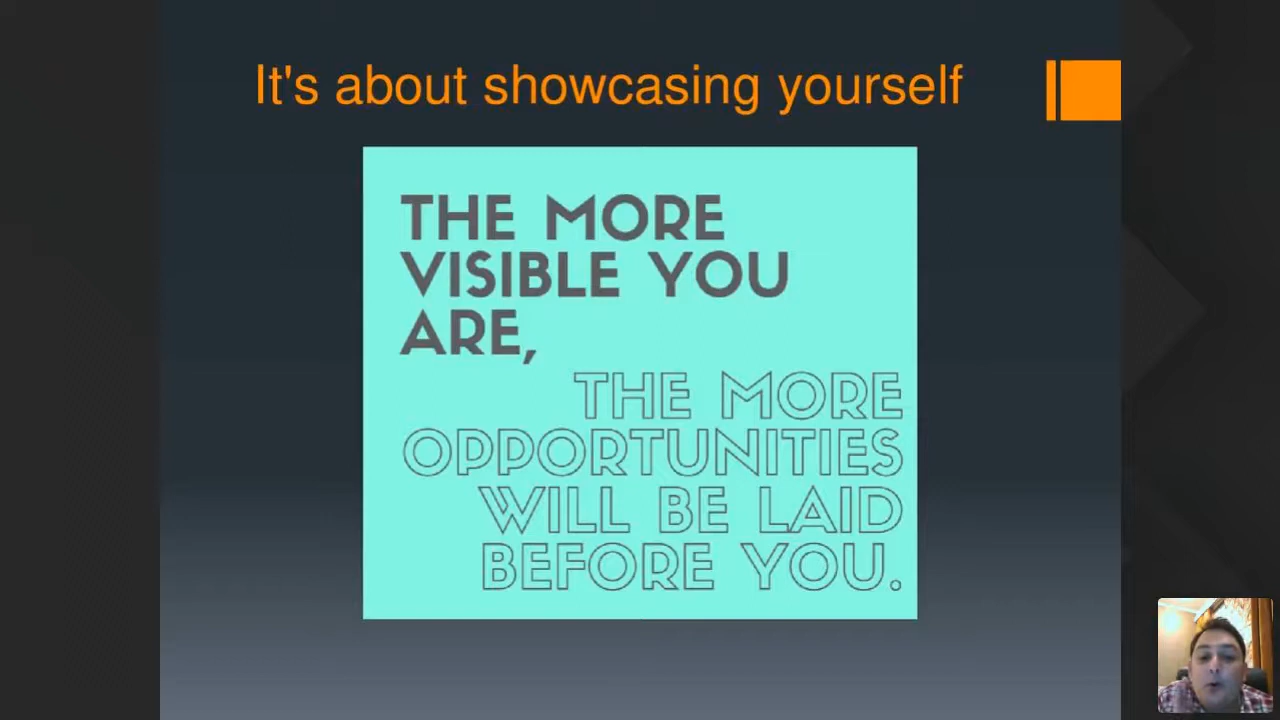 It's about showcasing yourself
THE MORE
VISIBLE YOU
ARE,
THE MORE
OPPORTUNITIES
WILL BE LAID
BEFORE YOU.